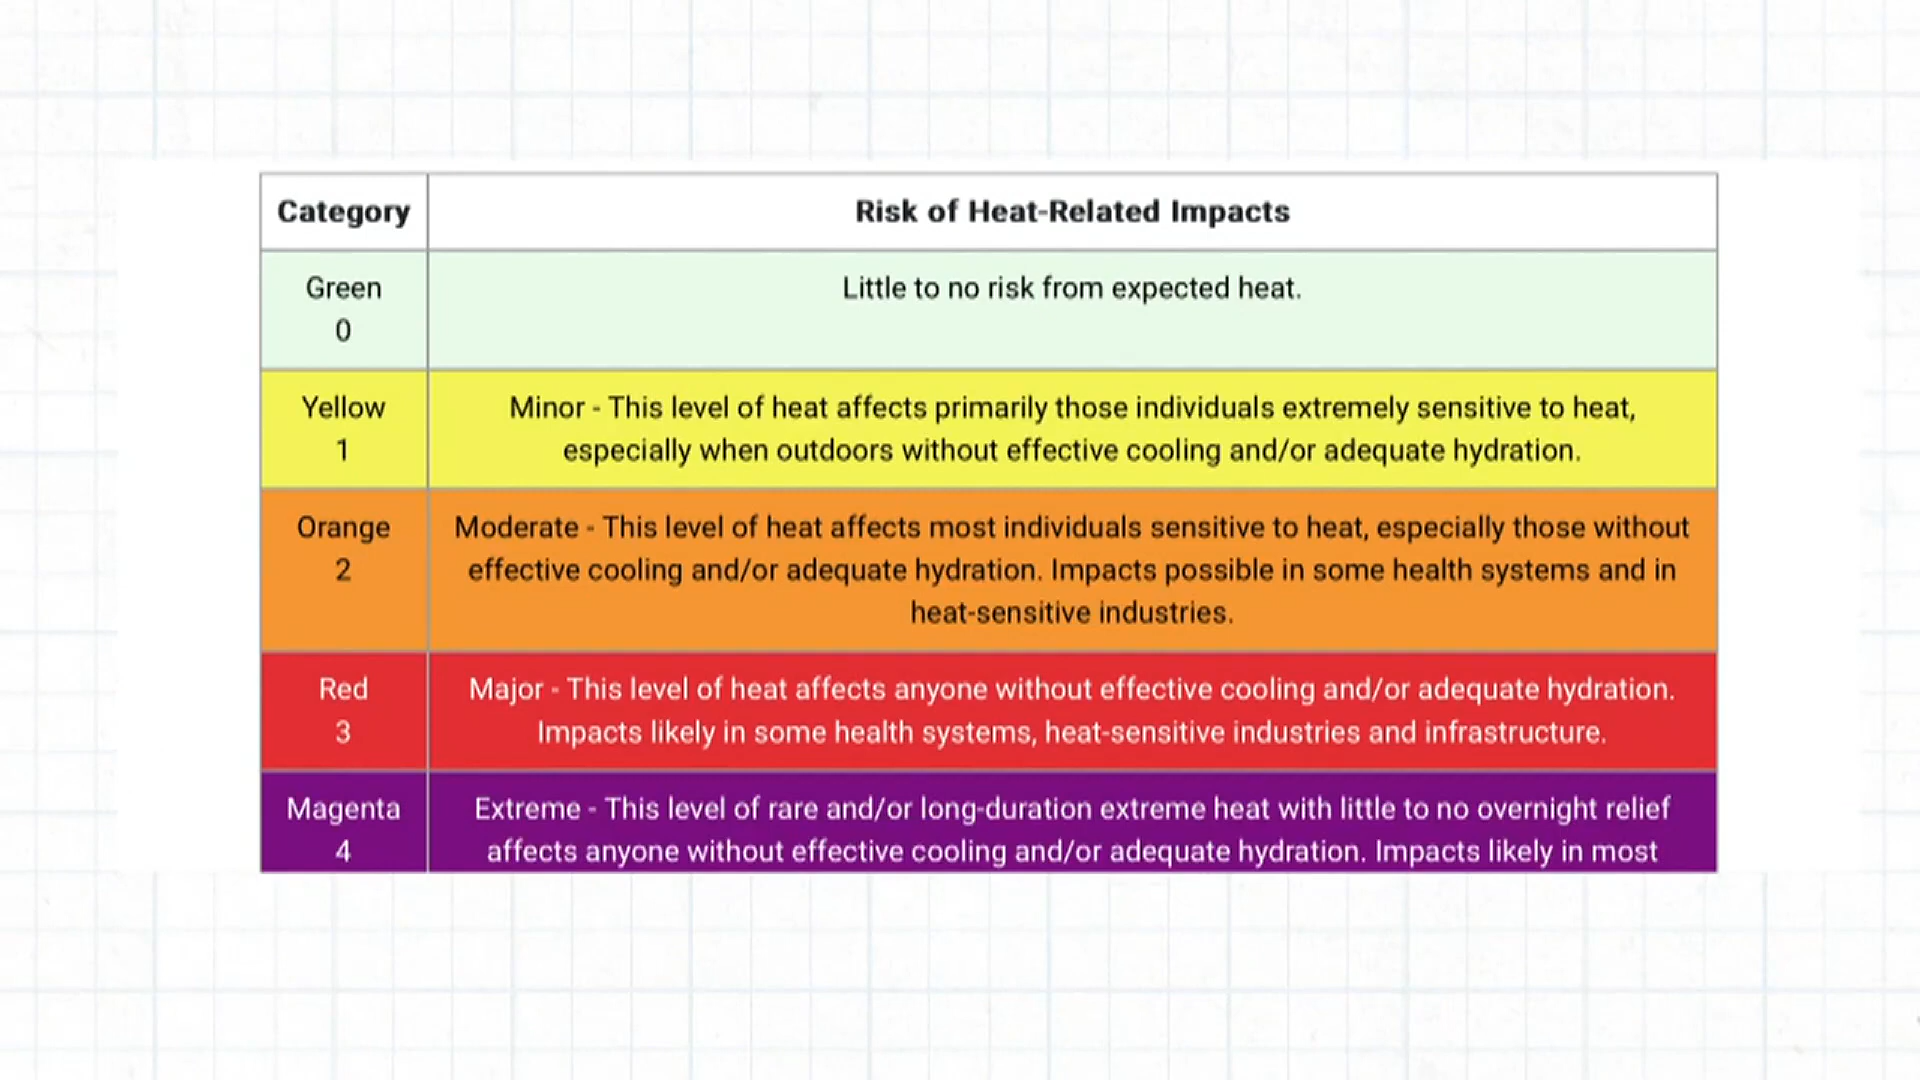 Category
Risk of Heat-Related Impacts
Green
0
Little to no risk from expected heat.
Yellow
1
Minor - This level of heat affects primarily those individuals extremely sensitive to heat,
especially when outdoors without effective cooling and/or adequate hydration.
Orange
2
Moderate - This level of heat affects most individuals sensitive to heat, especially those without
effective cooling and/or adequate hydration. Impacts possible in some health systems and in
heat-sensitive industries.
Red
3
Major - This level of heat affects anyone without effective cooling and/or adequate hydration.
Impacts likely in some health systems, heat-sensitive industries and infrastructure.
Magenta
4
Extreme - This level of rare and/or long-duration extreme heat with little to no overnight relief
affects anyone without effective cooling and/or adequate hydration. Impacts likely in most